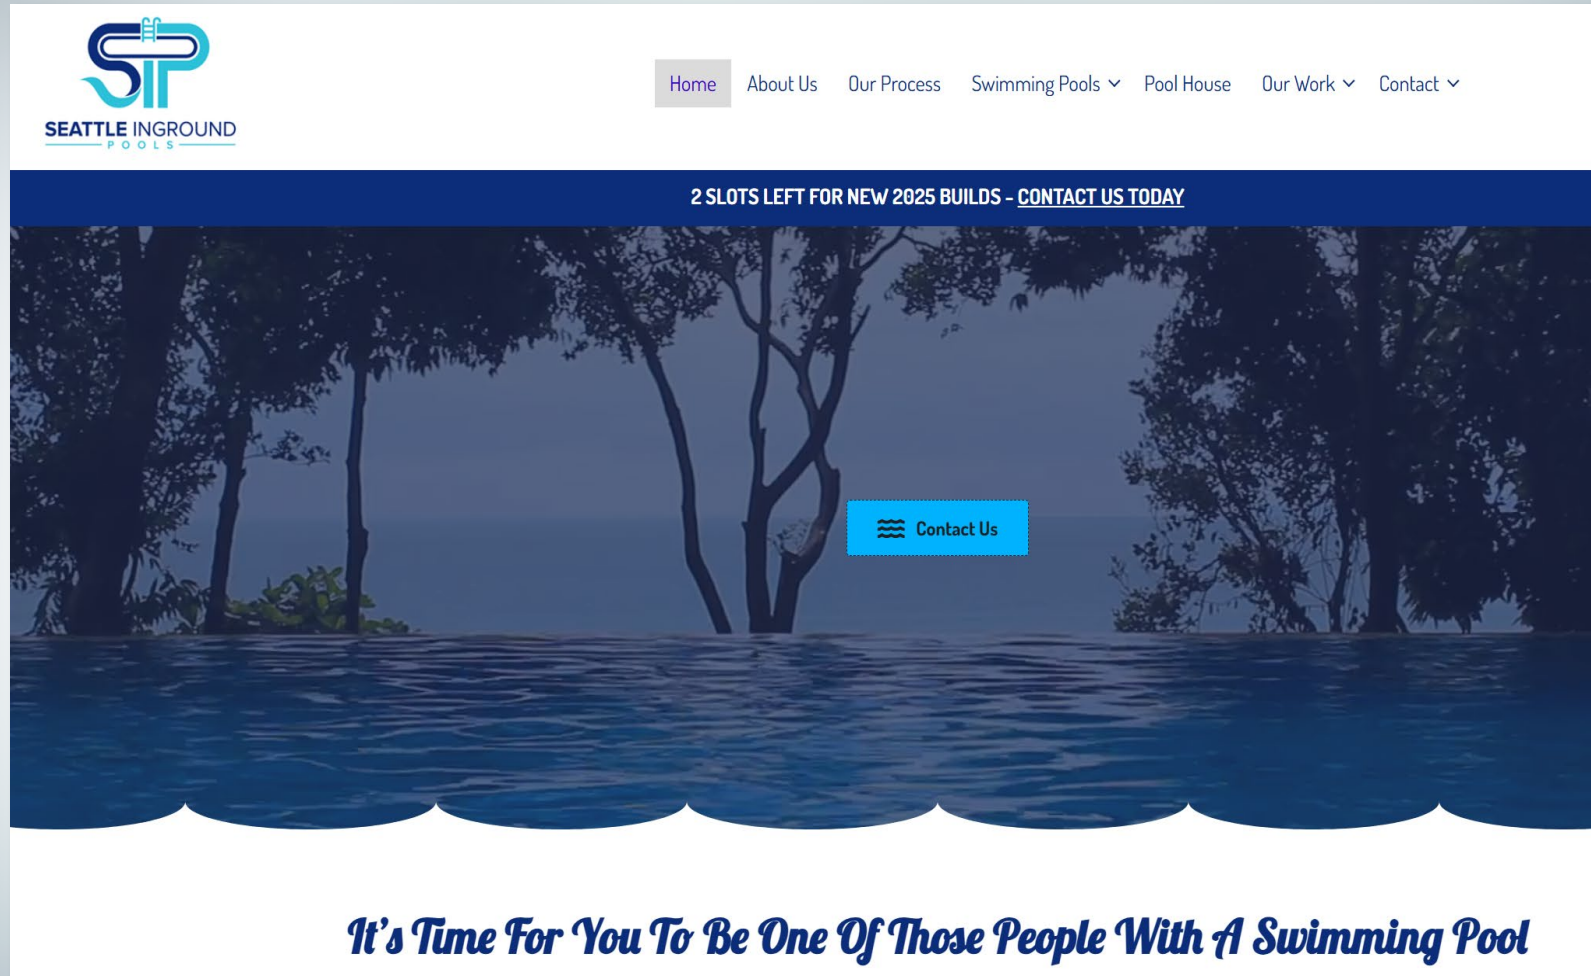 SIP
SEATTLE INGROUND
POOLS
Home About Us Our Process Swimming Pools Pool House Our Work Contact
2 SLOTS LEFT FOR NEW 2025 BUILDS - CONTACT US TODAY
Contact Us
It's Time For You To Be One Of Those People With A Swimming Pool